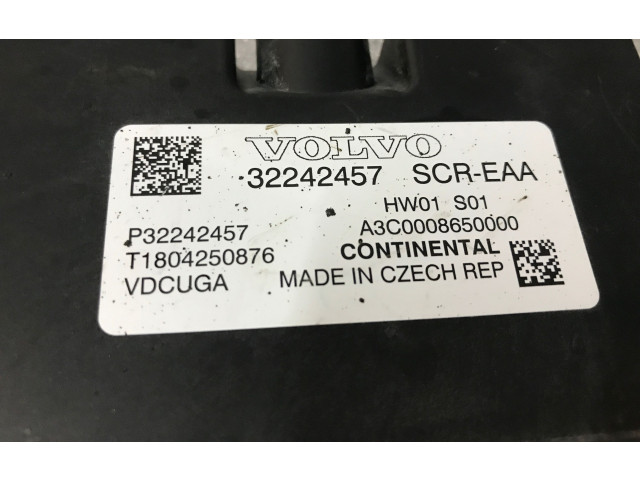 VOLVO
32242457 SCR-EAA
HW01 S01
P32242457 A3C0008650000
T1804250876 CONTINENTAL
VDCUGA MADE IN CZECH REP